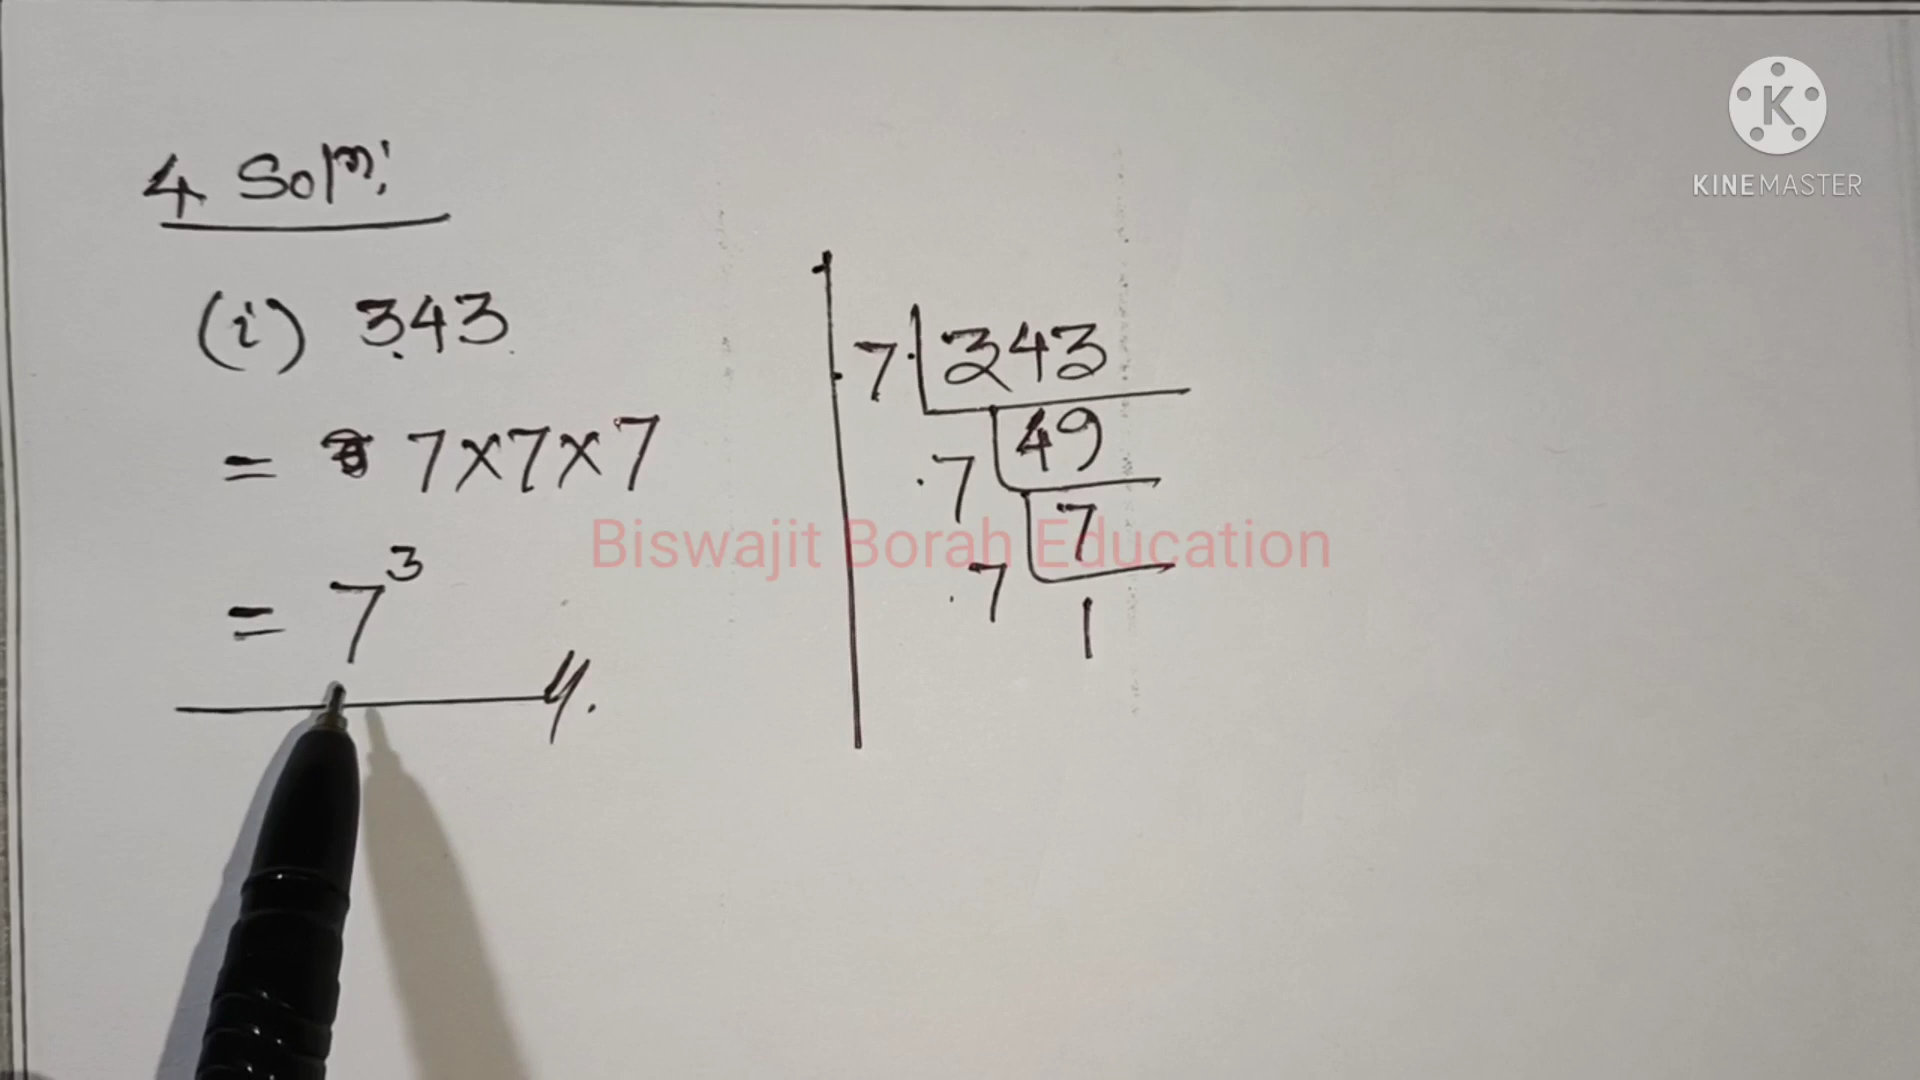 4 Solⁿ:
(i) 343
= 7×7×7
= 7³
7 343
7 49
7 7
1
Biswajit Borah Education
KINEMASTER